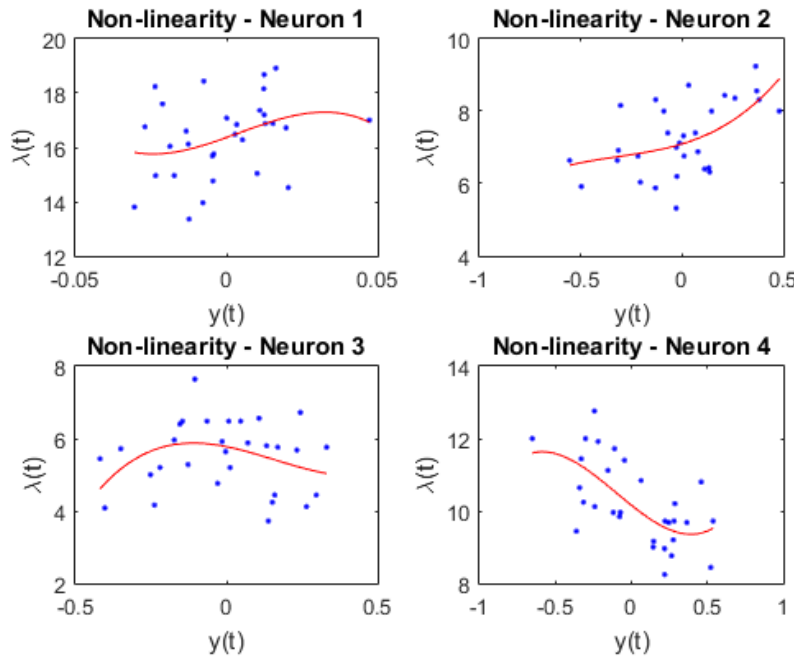 Non-linearity - Neuron 1
20
18
16
14
12
λ(t)
-0.05
0
0.05
y(t)
Non-linearity - Neuron 2
10
8
6
4
λ(t)
-1
-0.5
0
0.5
y(t)
Non-linearity - Neuron 3
8
6
4
2
λ(t)
-0.5
0
0.5
y(t)
Non-linearity - Neuron 4
14
12
10
8
λ(t)
-1
-0.5
0
0.5
1
y(t)